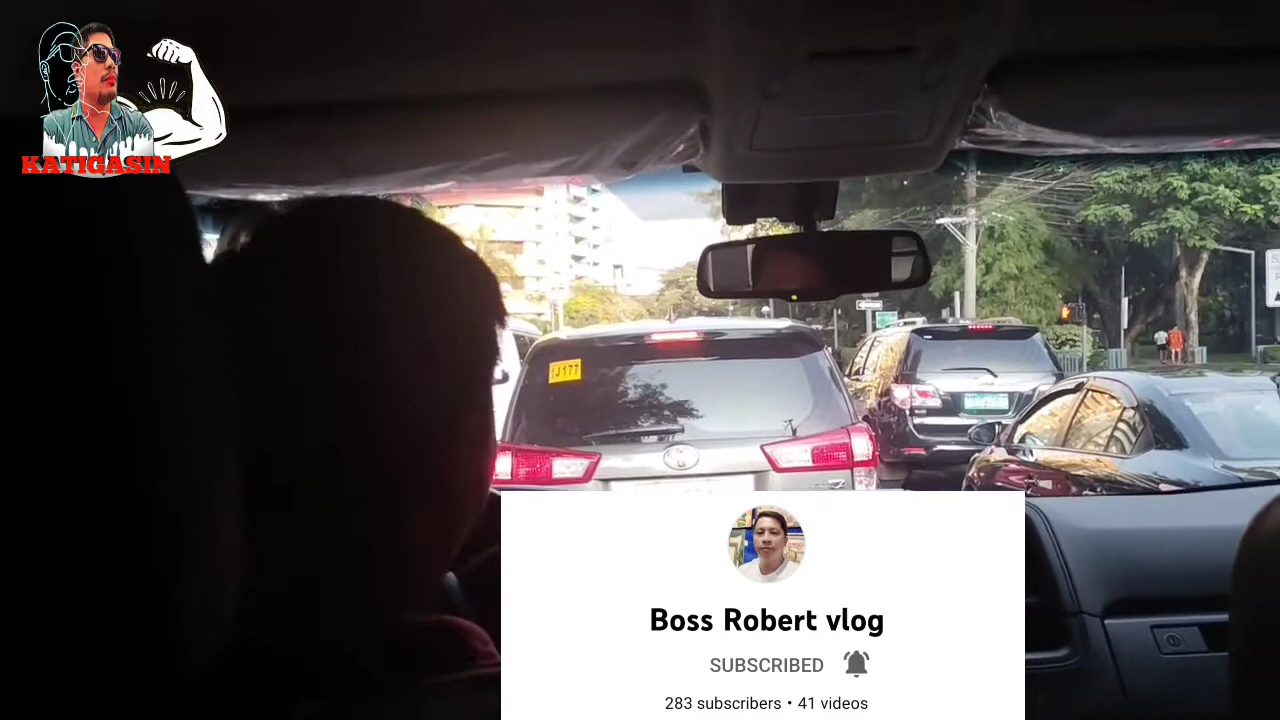 KATIGASIN
J177
Boss Robert vlog
SUBSCRIBED
283 subscribers • 41 videos